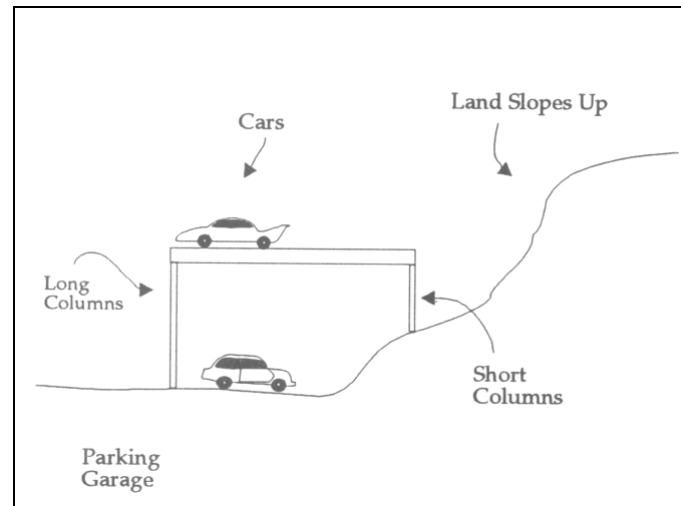 Cars
Land Slopes Up
Long
Columns
Short
Columns
Parking
Garage